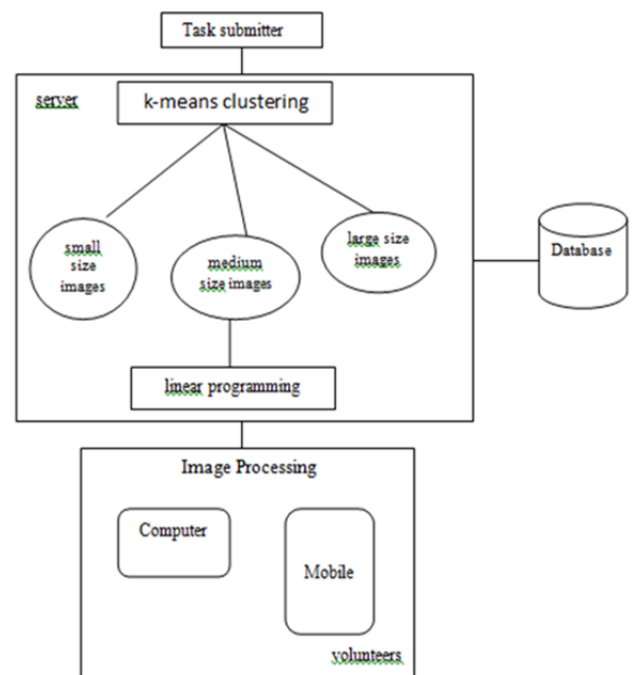 Task submitter
server
k-means clustering
small
size
images
medium
size images
large size
images
Database
linear programming
Image Processing
Computer
Mobile
volunteers